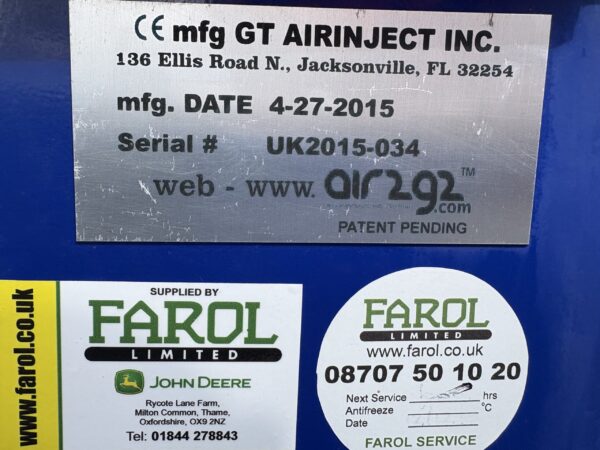 CE mfg GT AIRINJECT INC.
136 Ellis Road N., Jacksonville, FL 32254
mfg. DATE 4-27-2015
Serial # UK2015-034
web - www. air2g2™
.com
PATENT PENDING
www.farol.co.uk
SUPPLIED BY
FAROL
LIMITED
JOHN DEERE
Rycote Lane Farm,
Milton Common, Thame,
Oxfordshire, OX9 2NZ
Tel: 01844 278843
FAROL
LIMITED
www.farol.co.uk
08707 50 10 20
Next Service hrs
Antifreeze °C
Date
FAROL SERVICE